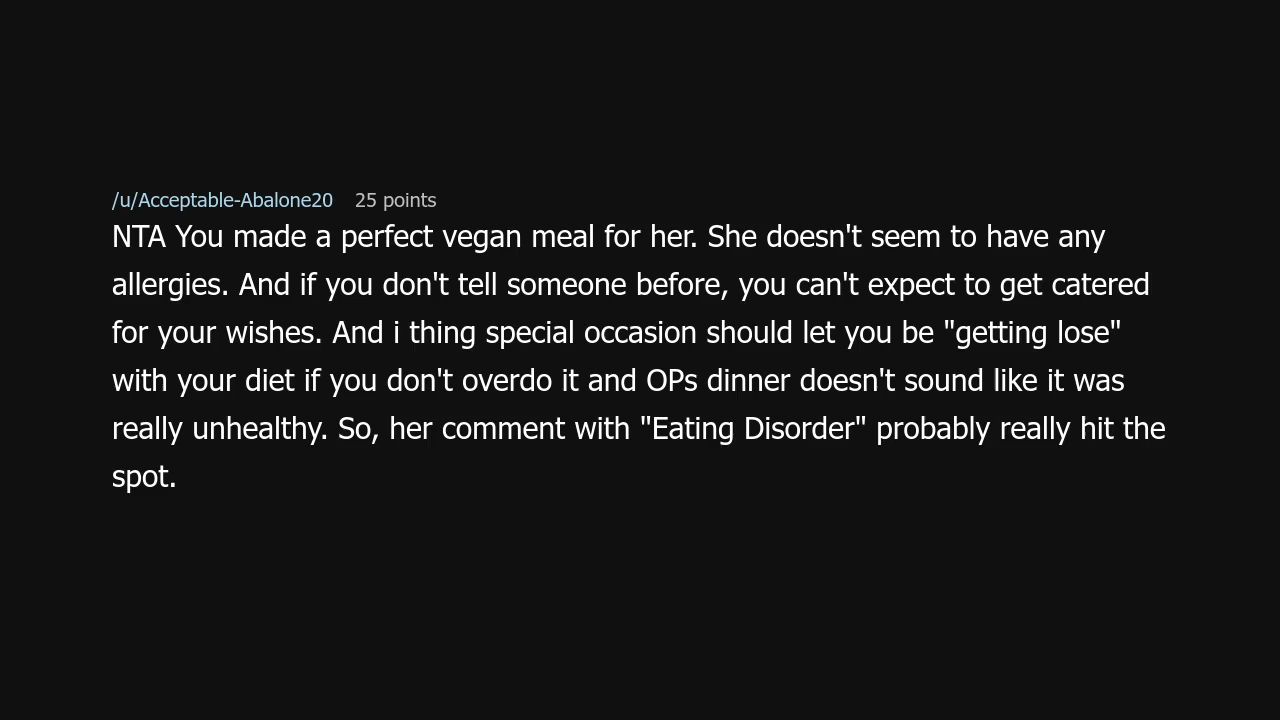 /u/Acceptable-Abalone20 25 points
NTA You made a perfect vegan meal for her. She doesn't seem to have any
allergies. And if you don't tell someone before, you can't expect to get catered
for your wishes. And i thing special occasion should let you be "getting lose"
with your diet if you don't overdo it and OPs dinner doesn't sound like it was
really unhealthy. So, her comment with "Eating Disorder" probably really hit the
spot.